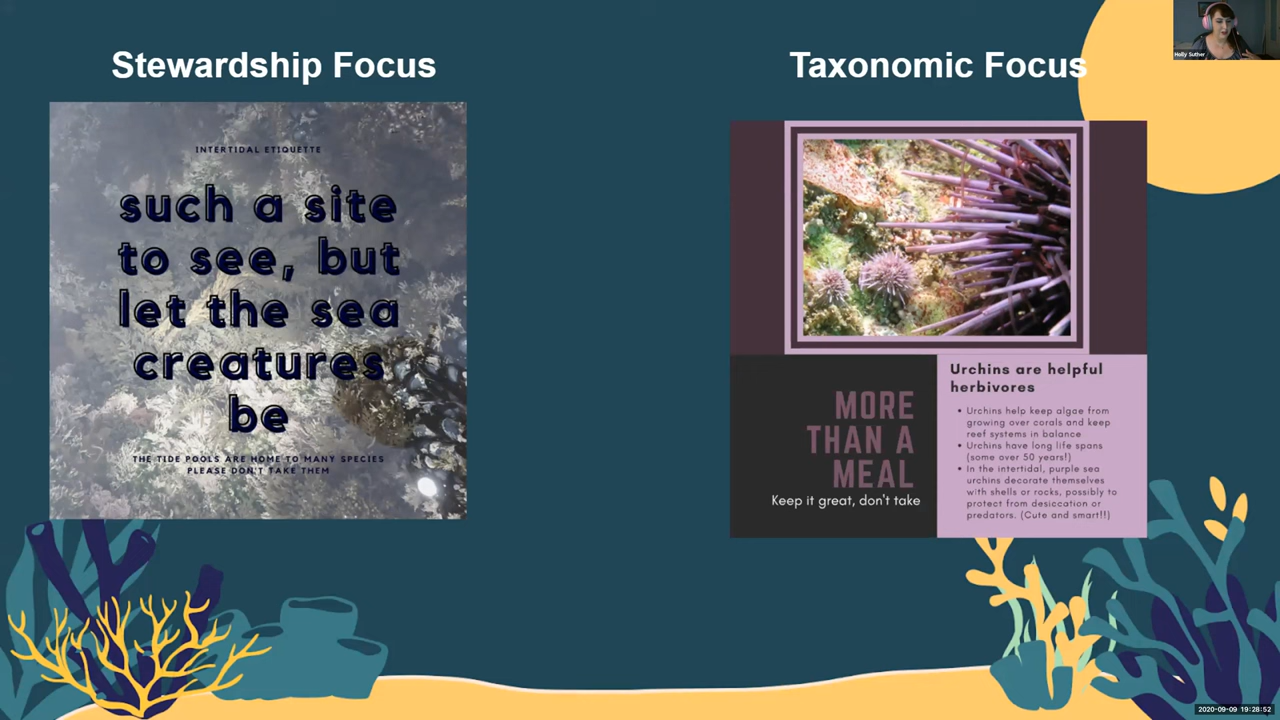 Stewardship Focus
INTERTIDAL ETIQUETTE
such a site
to see, but
let the sea
creatures
be
THE TIDE POOLS ARE HOME TO MANY SPECIES
PLEASE DON'T TAKE THEM
Taxonomic Focus
MORE
THAN A
MEAL
Keep it great, don't take
Urchins are helpful
herbivores
• Urchins help keep algae from
growing over corals and keep
reef systems in balance
• Urchins have long life spans
(some over 50 years!)
• In the intertidal, purple sea
urchins decorate themselves
with shells or rocks, possibly to
protect from desiccation or
predators. (Cute and smart!!)
Holly Suther
2020-09-09 19:28:52